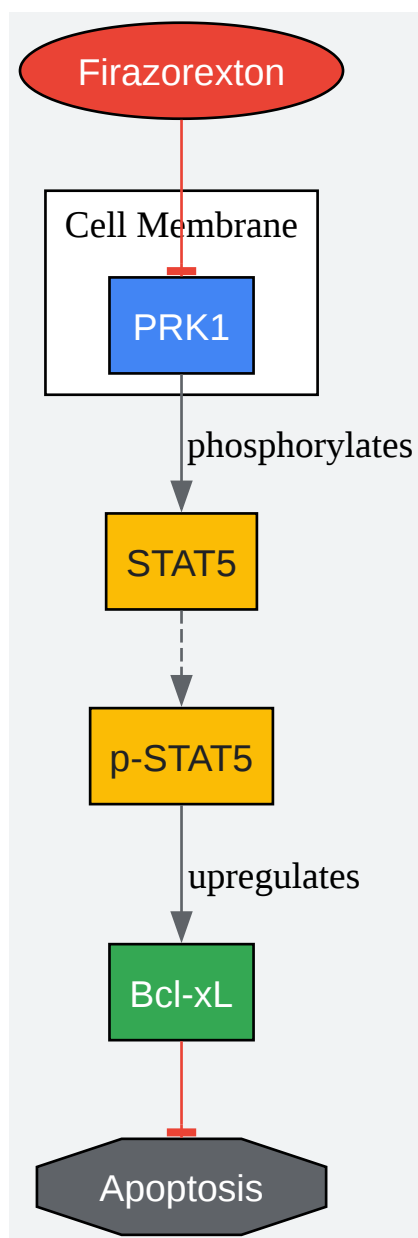 Firazorexton
Cell Membrane
PRK1
phosphorylates
STAT5
p-STAT5
upregulates
Bcl-xL
Apoptosis